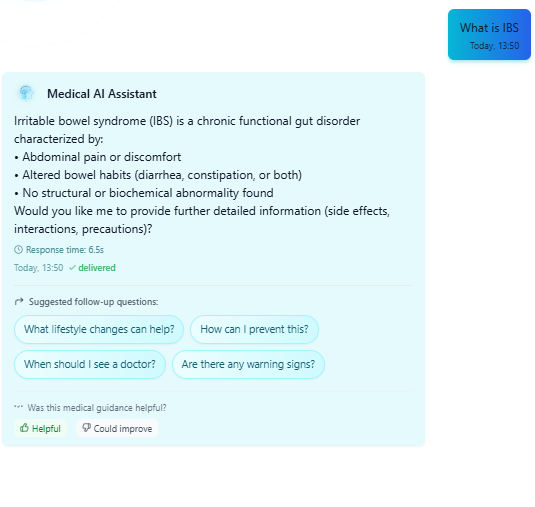 What is IBS
Today, 13:50
Medical AI Assistant
Irritable bowel syndrome (IBS) is a chronic functional gut disorder
characterized by:
• Abdominal pain or discomfort
• Altered bowel habits (diarrhea, constipation, or both)
• No structural or biochemical abnormality found
Would you like me to provide further detailed information (side effects,
interactions, precautions)?
Response time: 6.5s
Today, 13:50 ✓ delivered
Suggested follow-up questions:
What lifestyle changes can help? How can I prevent this?
When should I see a doctor? Are there any warning signs?
Was this medical guidance helpful?
Helpful Could improve